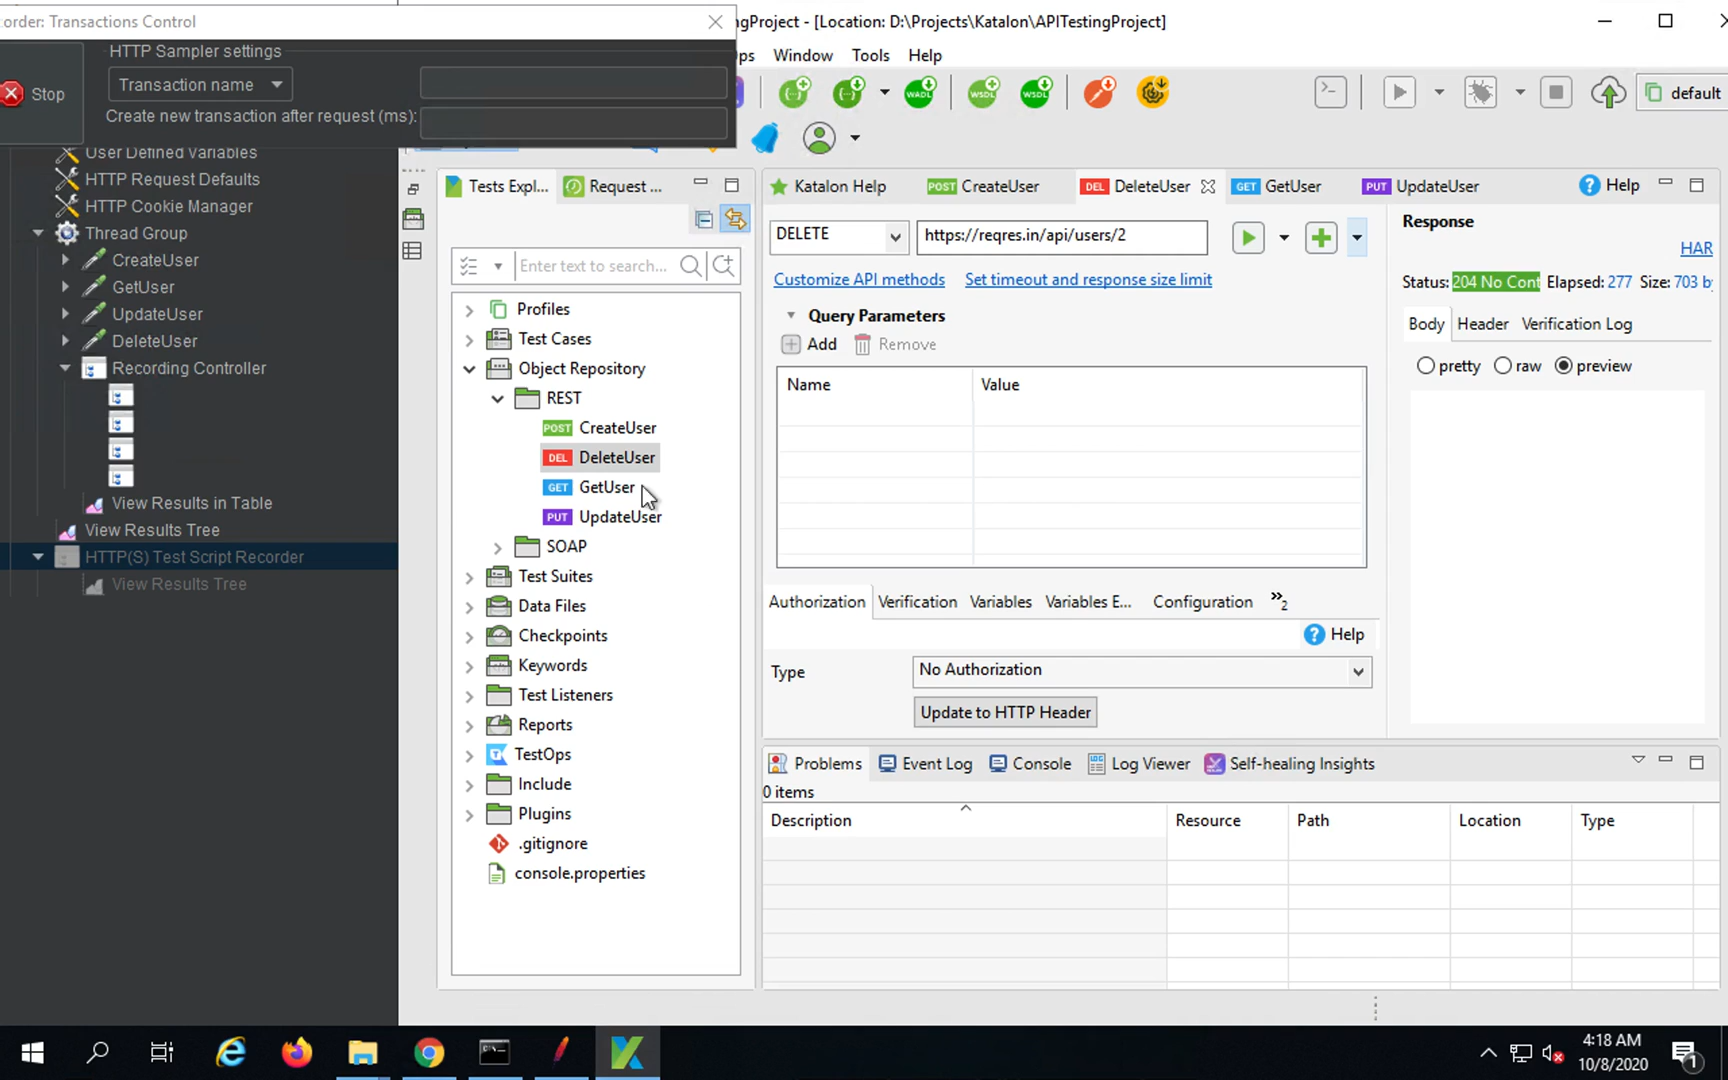 order: Transactions Control
HTTP Sampler settings
Transaction name
Stop
Create new transaction after request (ms):
User Defined Variables
HTTP Request Defaults
HTTP Cookie Manager
Thread Group
CreateUser
GetUser
UpdateUser
DeleteUser
Recording Controller
View Results in Table
View Results Tree
HTTP(S) Test Script Recorder
View Results Tree
ngProject - [Location: D:\Projects\Katalon\APITestingProject]
ps Window Tools Help
default
Tests Expl... Request ...
Enter text to search...
Profiles
Test Cases
Object Repository
REST
POST CreateUser
DEL DeleteUser
GET GetUser
PUT UpdateUser
SOAP
Test Suites
Data Files
Checkpoints
Keywords
Test Listeners
Reports
TestOps
Include
Plugins
.gitignore
console.properties
Katalon Help POST CreateUser DEL DeleteUser GET GetUser PUT UpdateUser Help
DELETE https://reqres.in/api/users/2
Customize API methods Set timeout and response size limit
Query Parameters
Add Remove
Name Value
Authorization Verification Variables Variables E... Configuration »2
Help
Type No Authorization
Update to HTTP Header
Response
HAR
Status: 204 No Cont Elapsed: 277 Size: 703 b
Body Header Verification Log
pretty raw preview
Problems Event Log Console Log Viewer Self-healing Insights
0 items
Description Resource Path Location Type
4:18 AM
10/8/2020
1